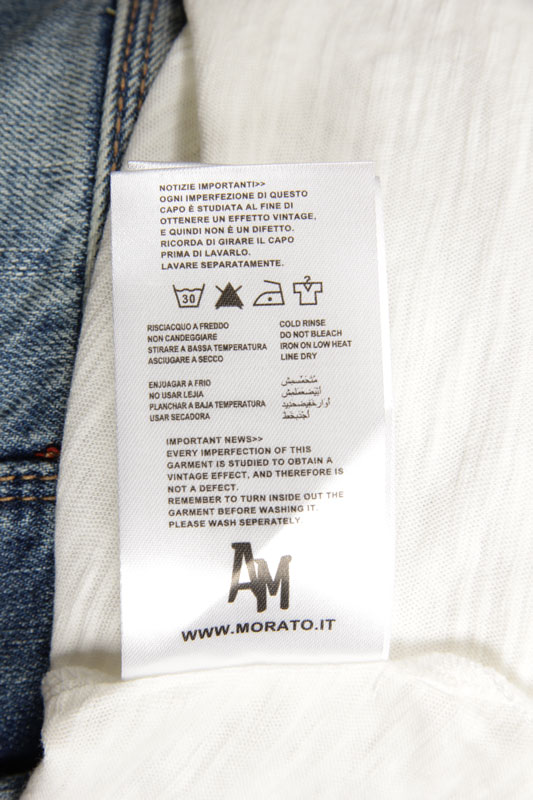 NOTIZIE IMPORTANTI>>
OGNI IMPERFEZIONE DI QUESTO
CAPO È STUDIATA AL FINE DI
OTTENERE UN EFFETTO VINTAGE,
E QUINDI NON È UN DIFETTO.
RICORDA DI GIRARE IL CAPO
PRIMA DI LAVARLO.
LAVARE SEPARATAMENTE.
30 2
RISCIACQUO A FREDDO
NON CANDEGGIARE
STIRARE A BASSA TEMPERATURA
ASCIUGARE A SECCO
COLD RINSE
DO NOT BLEACH
IRON ON LOW HEAT
LINE DRY
ENJUAGAR A FRIO
NO USAR LEJIA
PLANCHAR A BAJA TEMPERATURA
USAR SECADORA
IMPORTANT NEWS>>
EVERY IMPERFECTION OF THIS
GARMENT IS STUDIED TO OBTAIN A
VINTAGE EFFECT, AND THEREFORE IS
NOT A DEFECT.
REMEMBER TO TURN INSIDE OUT THE
GARMENT BEFORE WASHING IT.
PLEASE WASH SEPERATELY
AM
WWW.MORATO.IT